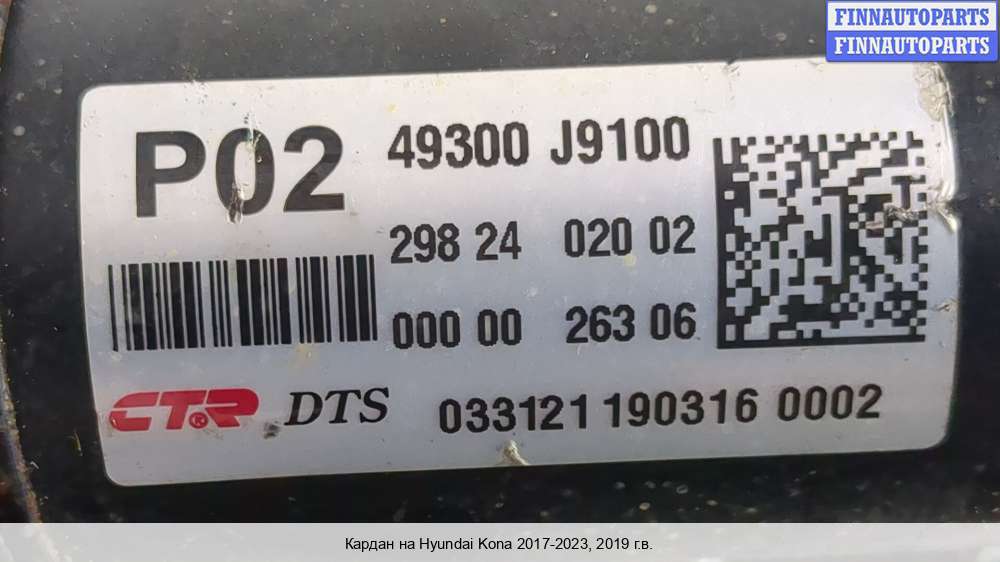 FINNAUTOPARTS
FINNAUTOPARTS
P02
49300 J9100
298 24 020 02
000 00 263 06
CTR® DTS 033121 190316 0002
Кардан на Hyundai Kona 2017-2023, 2019 г.в.